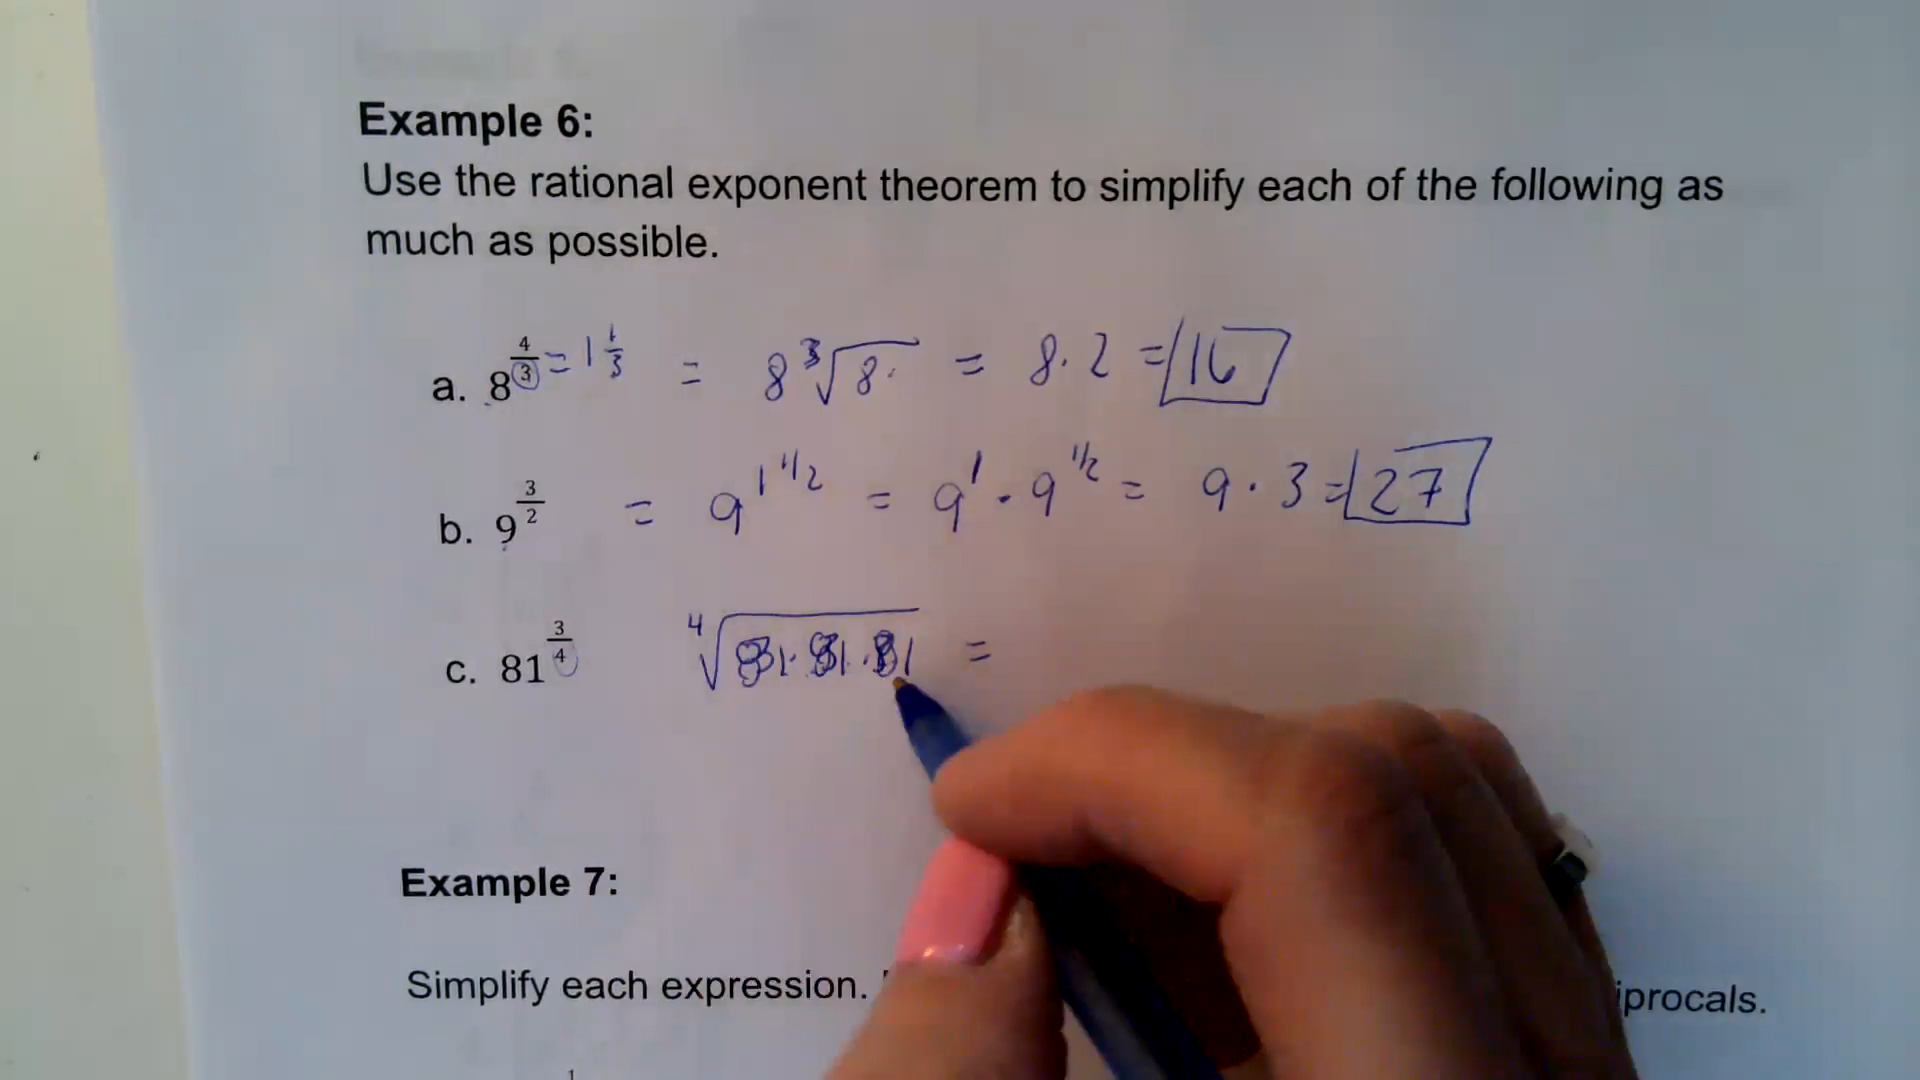 Example 6:
Use the rational exponent theorem to simplify each of the following as
much as possible.
a. 8^(4/3) = 1 1/3 = 8 ∛8 = 8 · 2 = 16
b. 9^(3/2) = 9^(1 1/2) = 9^1 · 9^(1/2) = 9 · 3 = 27
c. 81^(3/4) ∜(81 · 81 · 81) =
Example 7:
Simplify each expression.